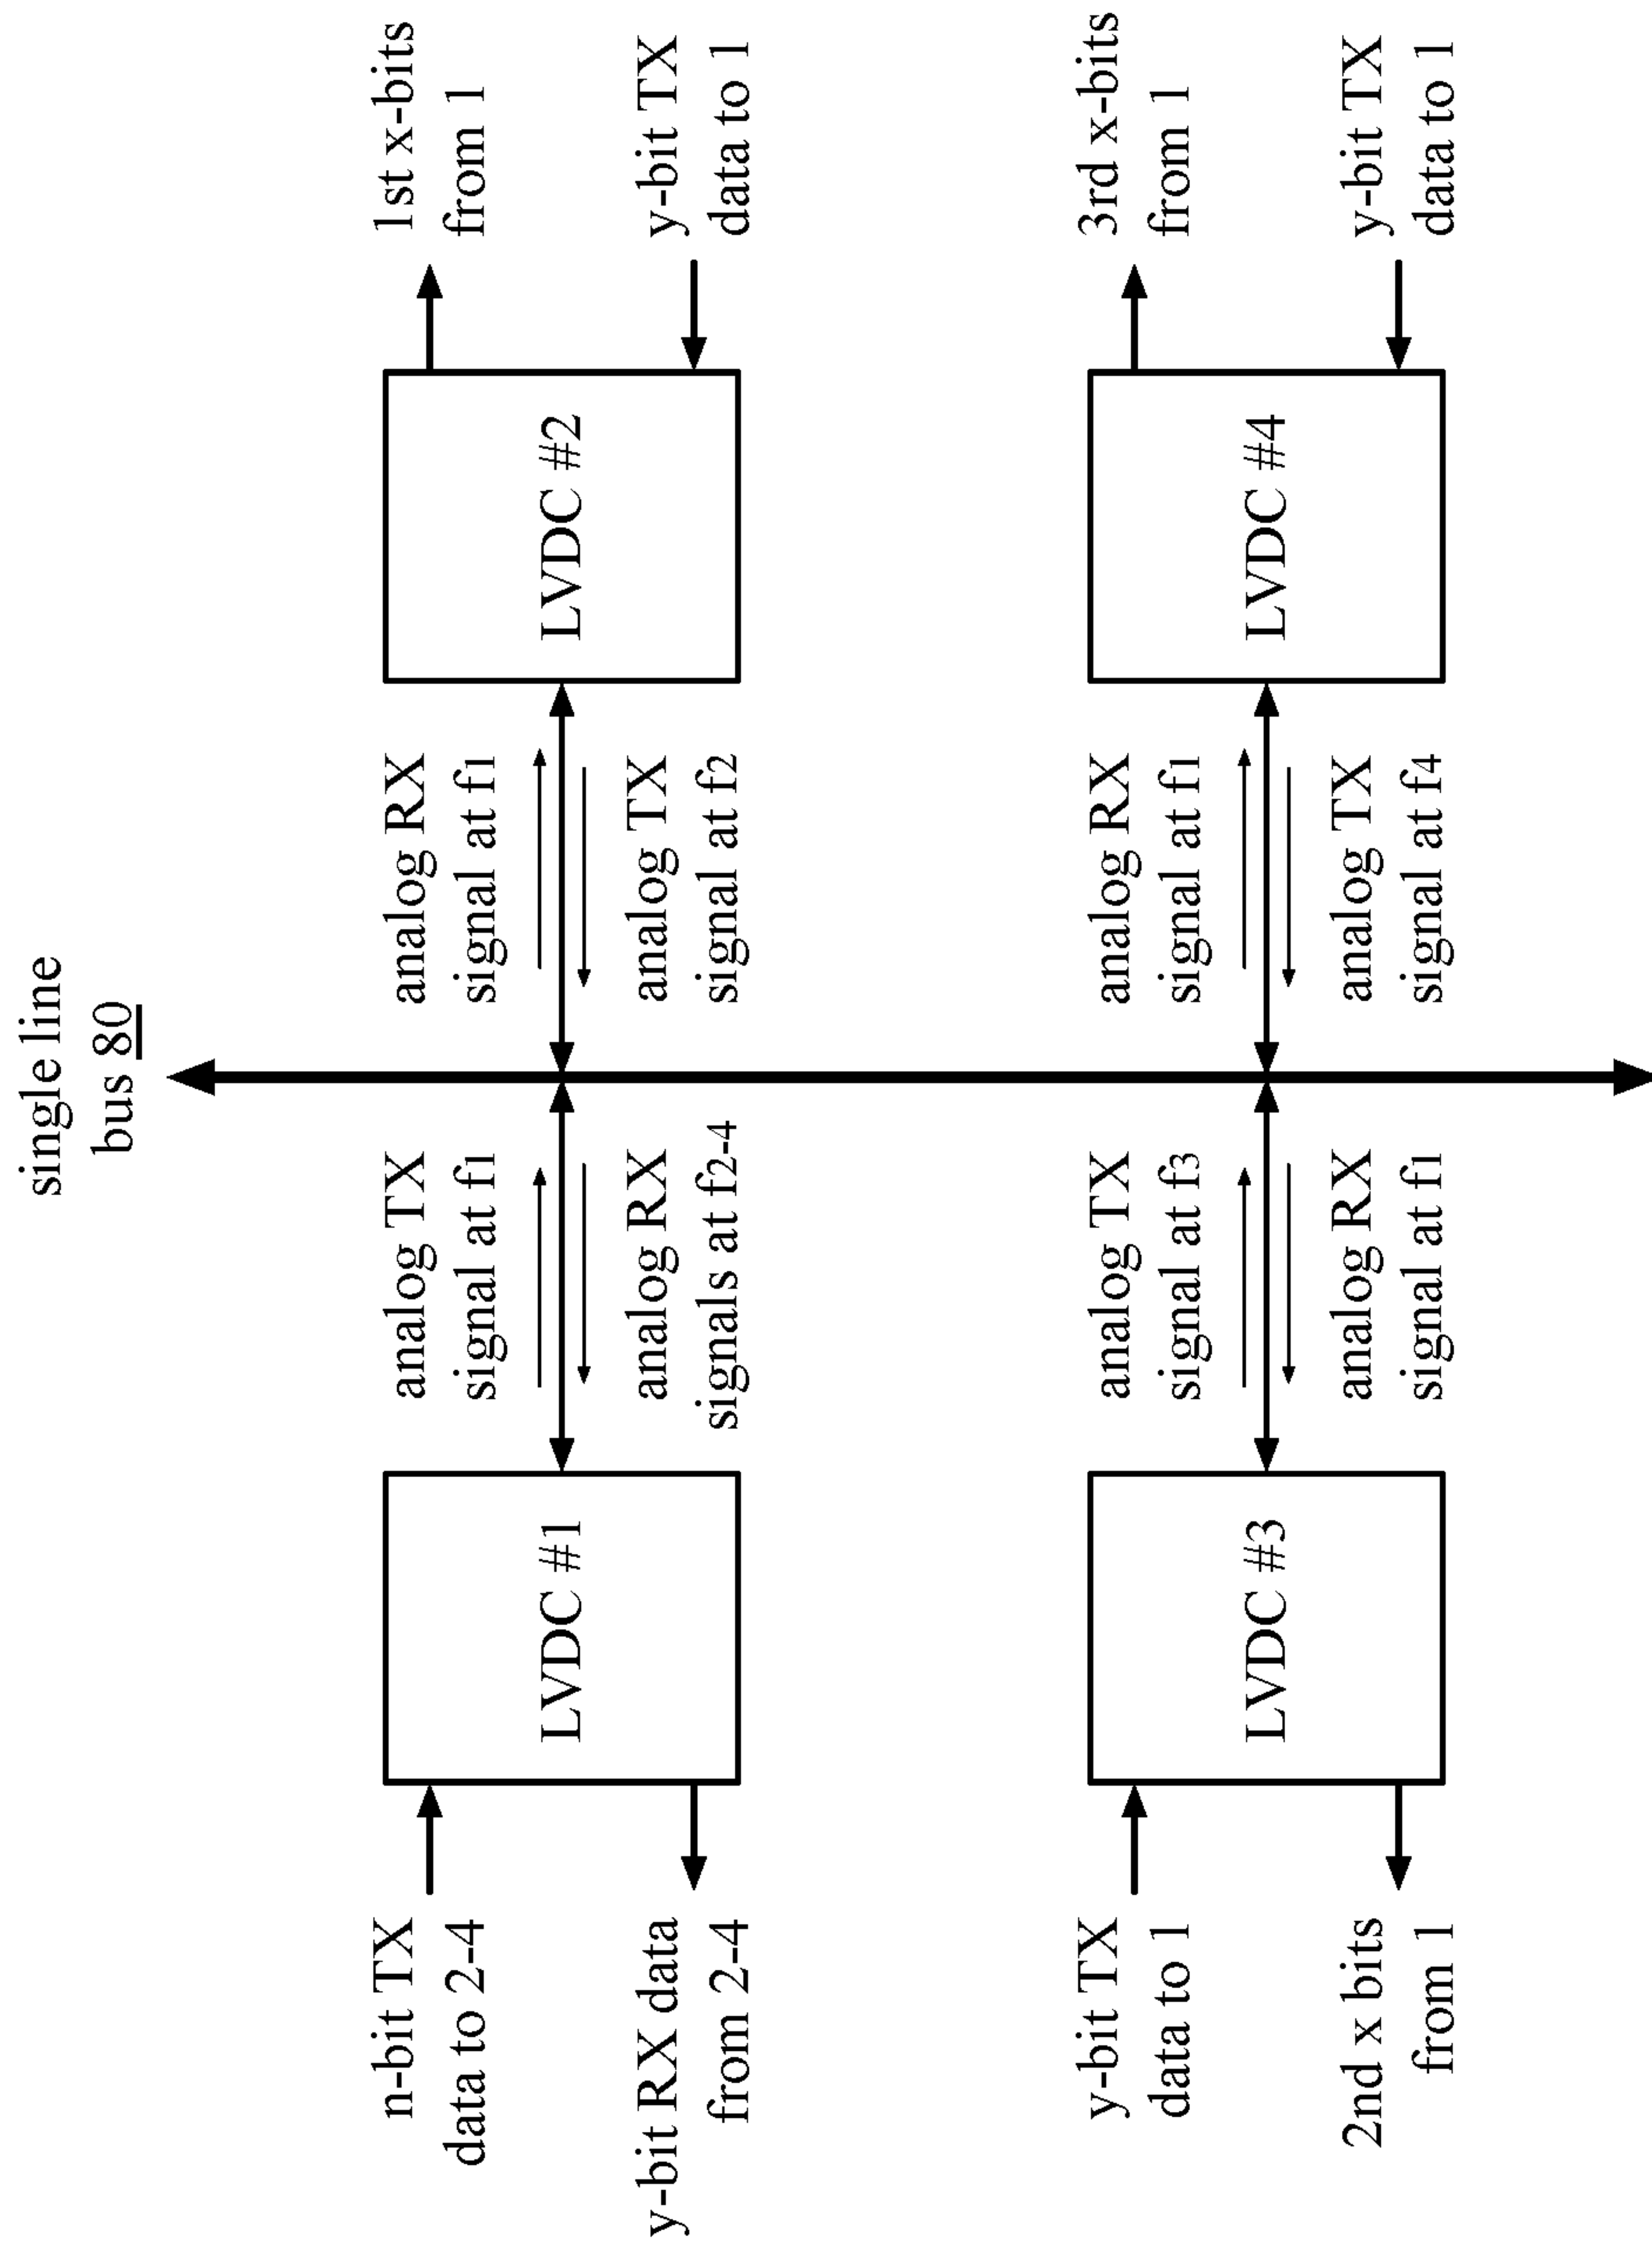 single line
bus 80
n-bit TX
data to 2-4
y-bit RX data
from 2-4
LVDC #1
analog TX
signal at f1
analog RX
signals at f2-4
analog RX
signal at f1
analog TX
signal at f2
LVDC #2
1st x-bits
from 1
y-bit TX
data to 1
y-bit TX
data to 1
2nd x bits
from 1
LVDC #3
analog TX
signal at f3
analog RX
signal at f1
analog RX
signal at f1
analog TX
signal at f4
LVDC #4
3rd x-bits
from 1
y-bit TX
data to 1